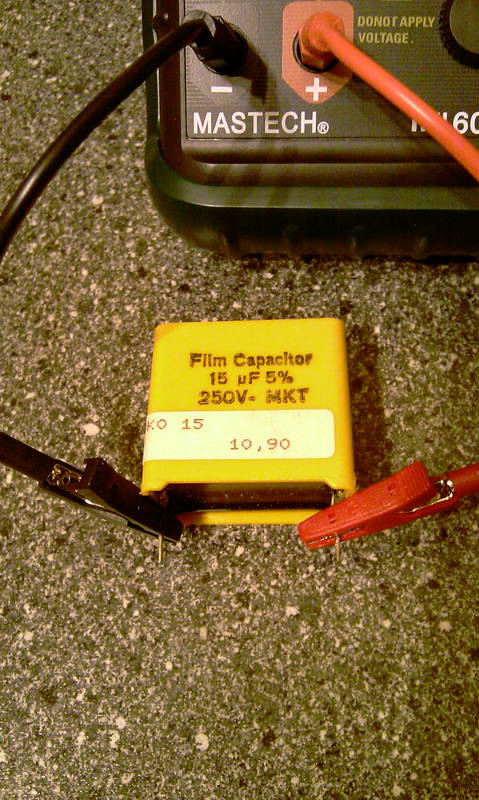 DO NOT APPLY
VOLTAGE.
− +
MASTECH®
Film Capacitor
15 µF 5%
250V- MKT
KO 15
10,90